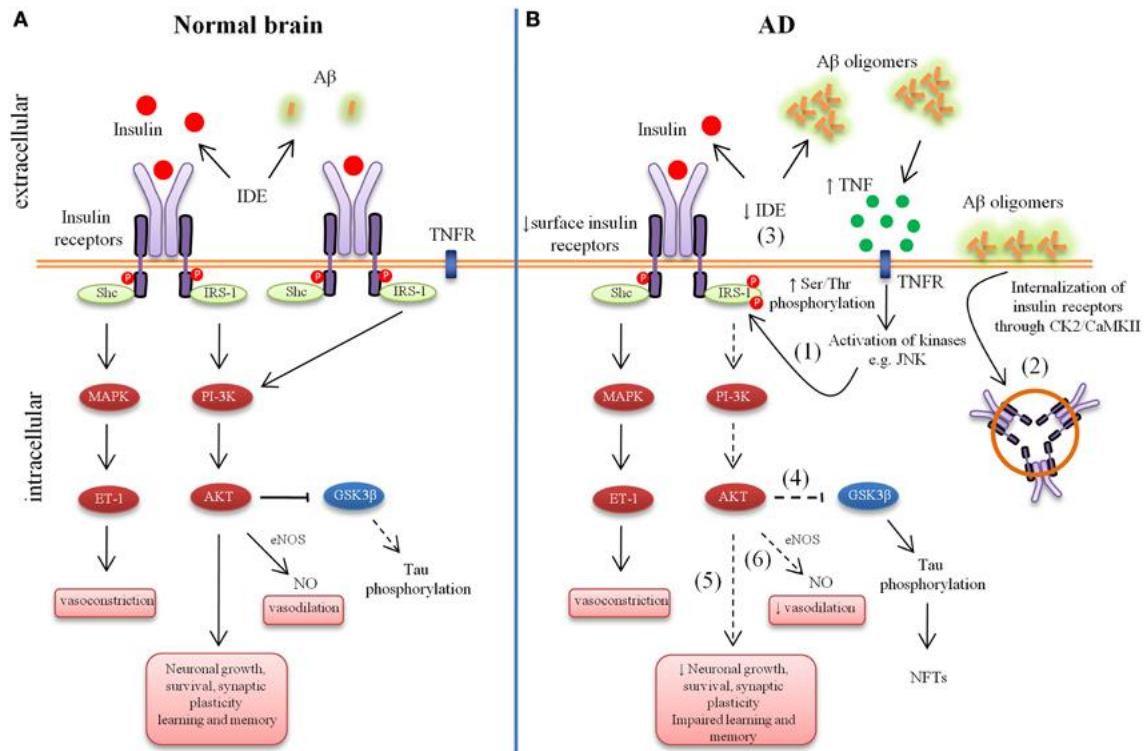 A
Normal brain
extracellular
Aβ
Insulin
IDE
Insulin
receptors
TNFR
P
P
P
P
Shc
IRS-1
Shc
IRS-1
MAPK
PI-3K
intracellular
ET-1
AKT
GSK3β
eNOS
Tau
phosphorylation
NO
vasoconstriction
vasodilation
Neuronal growth,
survival, synaptic
plasticity
learning and memory
B
AD
Aβ oligomers
Insulin
↑ TNF
↓ IDE
(3)
Aβ oligomers
↓surface insulin
receptors
TNFR
P
P
P
Shc
IRS-1
↑ Ser/Thr
phosphorylation
Internalization of
insulin receptors
through CK2/CaMKII
(1)
Activation of kinases
e.g. JNK
(2)
MAPK
PI-3K
ET-1
AKT
(4)
GSK3β
eNOS
(6)
(5)
NO
Tau
phosphorylation
vasoconstriction
↓ vasodilation
↓ Neuronal growth,
survival, synaptic
plasticity
Impaired learning and
memory
NFTs